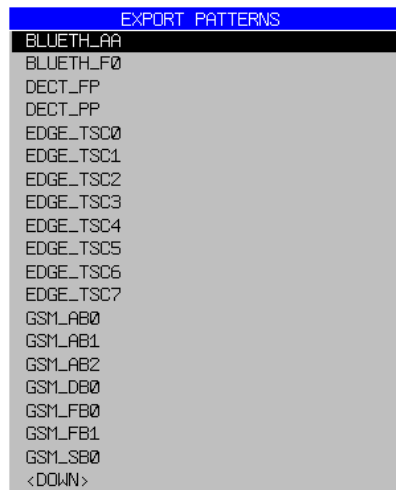 EXPORT PATTERNS
BLUETH_AA
BLUETH_F0
DECT_FP
DECT_PP
EDGE_TSC0
EDGE_TSC1
EDGE_TSC2
EDGE_TSC3
EDGE_TSC4
EDGE_TSC5
EDGE_TSC6
EDGE_TSC7
GSM_AB0
GSM_AB1
GSM_AB2
GSM_DB0
GSM_FB0
GSM_FB1
GSM_SB0
<DOWN>